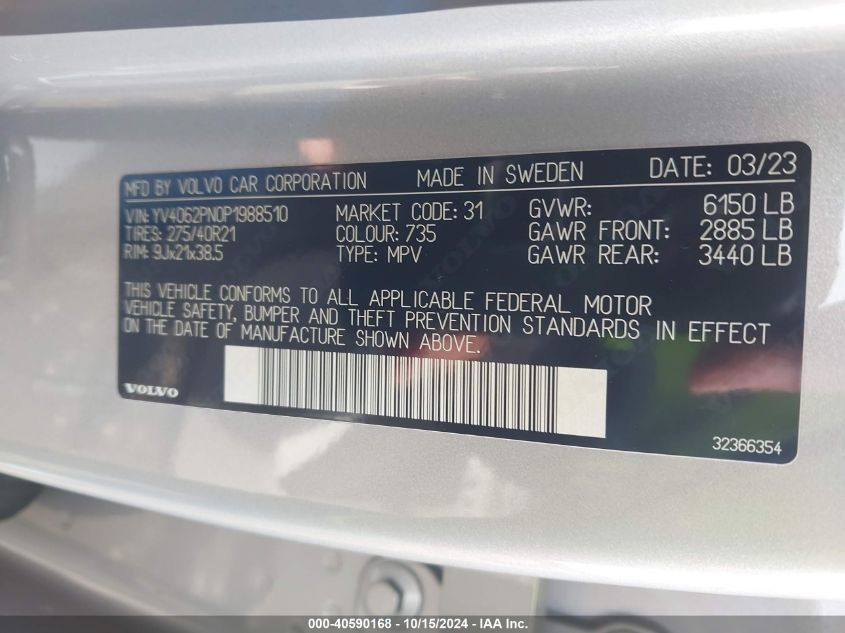 MFD BY VOLVO CAR CORPORATION MADE IN SWEDEN DATE: 03/23
VIN: YV4062PN0P1988510 MARKET CODE: 31 GVWR: 6150 LB
TIRES: 275/40R21 COLOUR: 735 GAWR FRONT: 2885 LB
RIM: 9Jx21x38.5 TYPE: MPV GAWR REAR: 3440 LB
THIS VEHICLE CONFORMS TO ALL APPLICABLE FEDERAL MOTOR
VEHICLE SAFETY, BUMPER AND THEFT PREVENTION STANDARDS IN EFFECT
ON THE DATE OF MANUFACTURE SHOWN ABOVE.
VOLVO
32366354
000-40590168 - 10/15/2024 - IAA Inc.